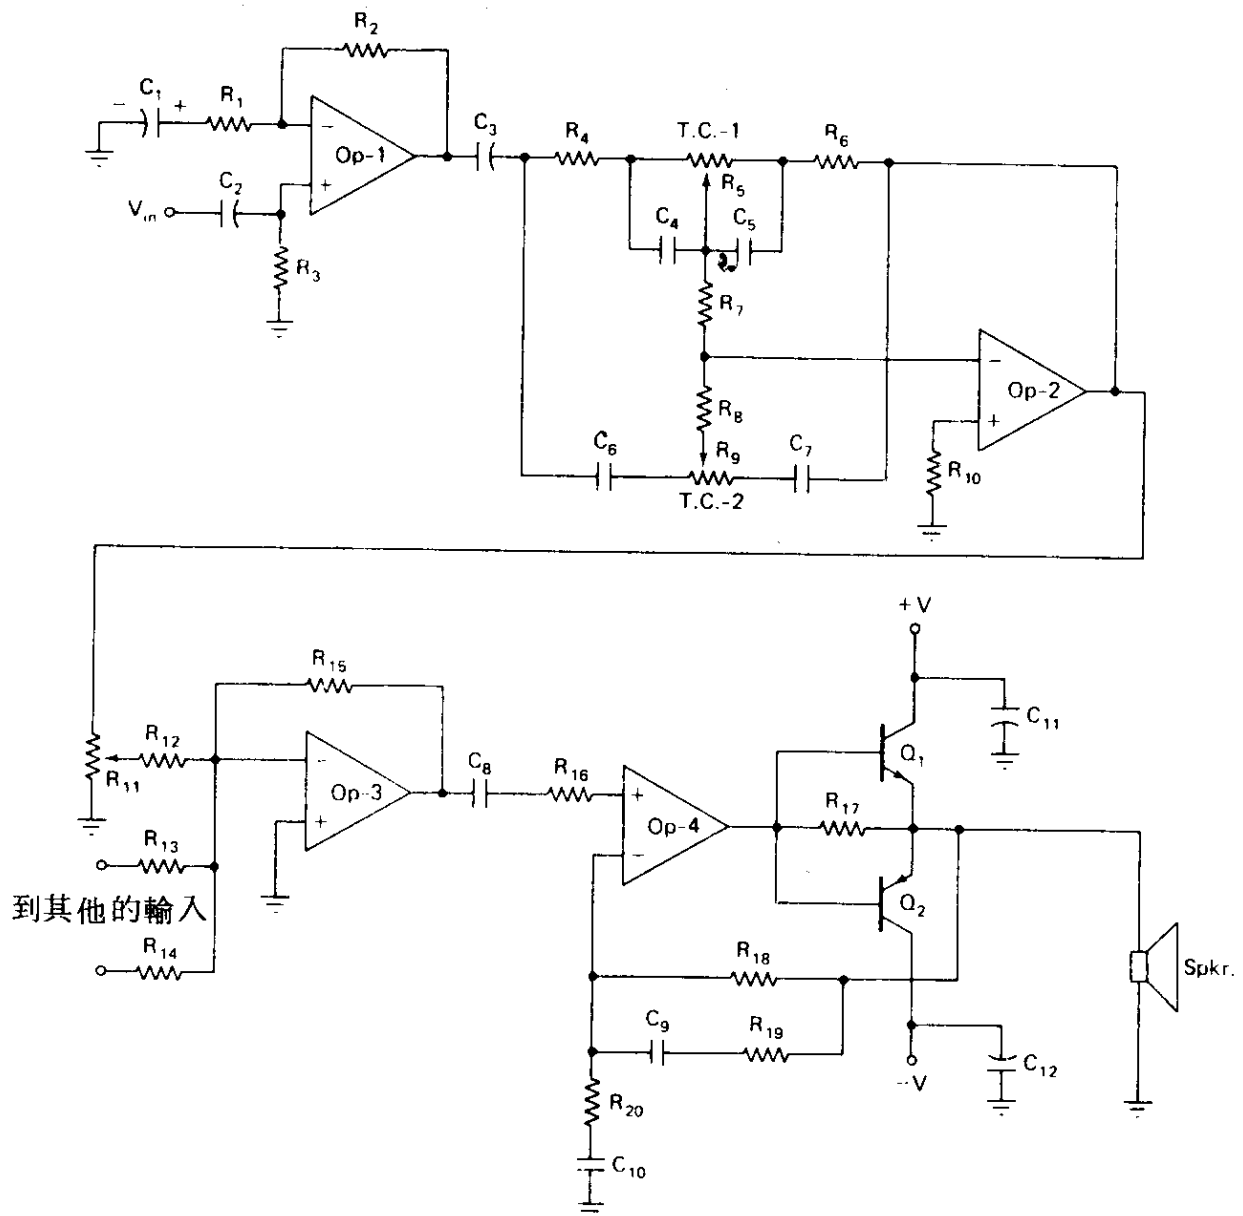 R₂
C₁
− +
R₁
−
Op-1
+
C₂
Vin
R₃
C₃
R₄
T.C.-1
R₅
R₆
C₄
C₅
R₇
R₈
−
Op-2
+
C₆
R₉
C₇
T.C.-2
R₁₀
+V
R₁₅
C₁₁
R₁₂
R₁₁
−
Op-3
+
C₈
R₁₆
+
Op-4
−
Q₁
R₁₇
R₁₃
到其他的輸入
R₁₄
Q₂
R₁₈
Spkr.
C₉
R₁₉
−V
C₁₂
R₂₀
C₁₀